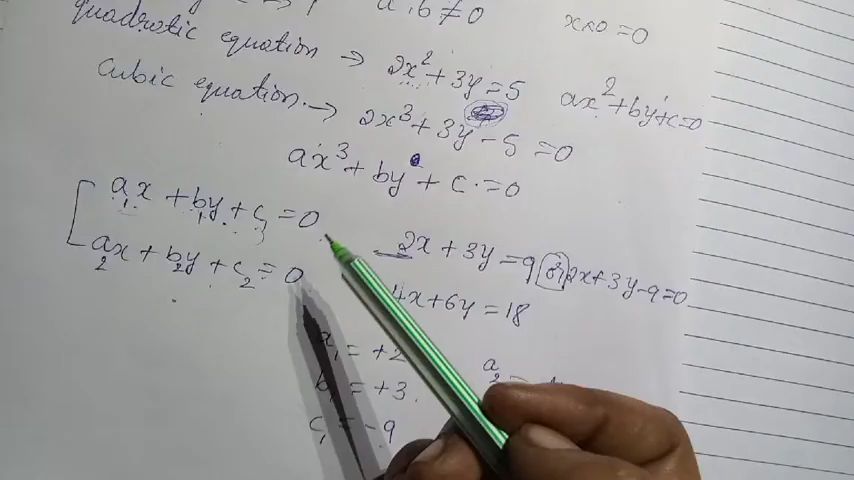 a, b ≠ 0
x×0 = 0
quadrotic equation → 2x² + 3y = 5
ax² + by + c = 0
Cubic equation. → 2x³ + 3y - 5 = 0
ax³ + by + c = 0
a₁x + b₁y + c₁ = 0
a₂x + b₂y + c₂ = 0
2x + 3y = 9 or 2x + 3y - 9 = 0
4x + 6y = 18
a₁ = +2
b₁ = +3
c₁ = -9
a₂ =